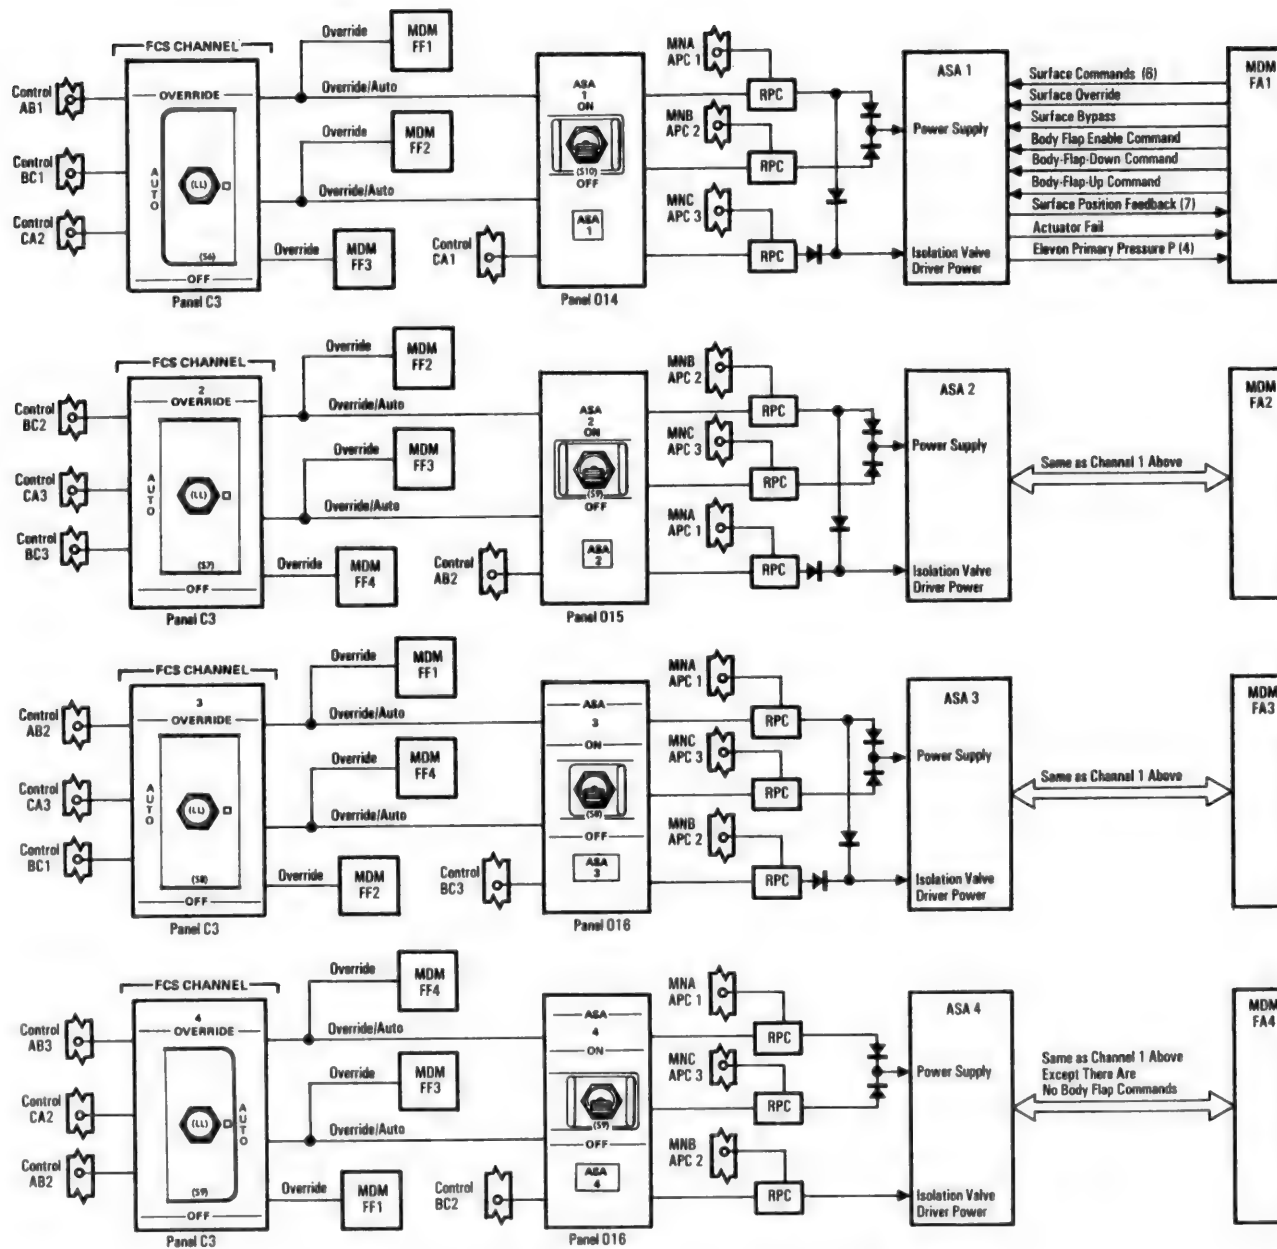 FCS CHANNEL
OVERRIDE
AUTO
(LL)
(S6)
OFF
Panel C3
Control
AB1
Control
BC1
Control
CA2
Override
MDM
FF1
Override/Auto
Override
MDM
FF2
Override/Auto
Override
MDM
FF3
Control
CA1
ASA
1
ON
(S10)
OFF
ASA
1
Panel O14
MNA
APC 1
RPC
MNB
APC 2
RPC
MNC
APC 3
RPC
ASA 1
Power Supply
Isolation Valve
Driver Power
Surface Commands (6)
Surface Override
Surface Bypass
Body Flap Enable Command
Body-Flap-Down Command
Body-Flap-Up Command
Surface Position Feedback (7)
Actuator Fail
Elevon Primary Pressure P (4)
MDM
FA1
FCS CHANNEL
2
OVERRIDE
AUTO
(LL)
(S7)
OFF
Panel C3
Control
BC2
Control
CA3
Control
BC3
Override
MDM
FF2
Override/Auto
Override
MDM
FF3
Override/Auto
Override
MDM
FF4
Control
AB2
ASA
2
ON
(S9)
OFF
ASA
2
Panel O15
MNB
APC 2
RPC
MNC
APC 3
RPC
MNA
APC 1
RPC
ASA 2
Power Supply
Isolation Valve
Driver Power
Same as Channel 1 Above
MDM
FA2
FCS CHANNEL
3
OVERRIDE
AUTO
(LL)
(S8)
OFF
Panel C3
Control
AB2
Control
CA3
Control
BC1
Override
MDM
FF1
Override/Auto
Override
MDM
FF4
Override/Auto
Override
MDM
FF2
Control
BC3
ASA
3
ON
(S8)
OFF
ASA
3
Panel O16
MNA
APC 1
RPC
MNC
APC 3
RPC
MNB
APC 2
RPC
ASA 3
Power Supply
Isolation Valve
Driver Power
Same as Channel 1 Above
MDM
FA3
FCS CHANNEL
4
OVERRIDE
AUTO
(LL)
(S9)
OFF
Panel C3
Control
AB3
Control
CA2
Control
AB2
Override
MDM
FF4
Override/Auto
Override
MDM
FF3
Override/Auto
Override
MDM
FF1
Control
BC2
ASA
4
ON
(S9)
OFF
ASA
4
Panel O16
MNA
APC 1
RPC
MNC
APC 3
RPC
MNB
APC 2
RPC
ASA 4
Power Supply
Isolation Valve
Driver Power
Same as Channel 1 Above
Except There Are
No Body Flap Commands
MDM
FA4